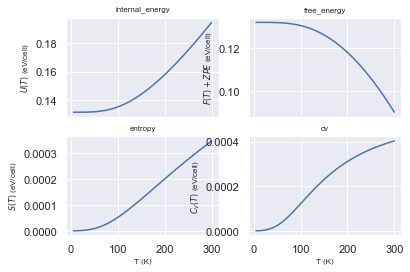 internal_energy
free_energy
U(T) (eV/cell)
0.18
0.16
0.14
F(T) + ZPE (eV/cell)
0.12
0.10
entropy
cv
S(T) (eV/cell)
0.0003
0.0002
0.0001
0.0000
C_v(T) (eV/cell)
0.0004
0.0002
0.0000
0 100 200 300
0 100 200 300
T (K)
T (K)